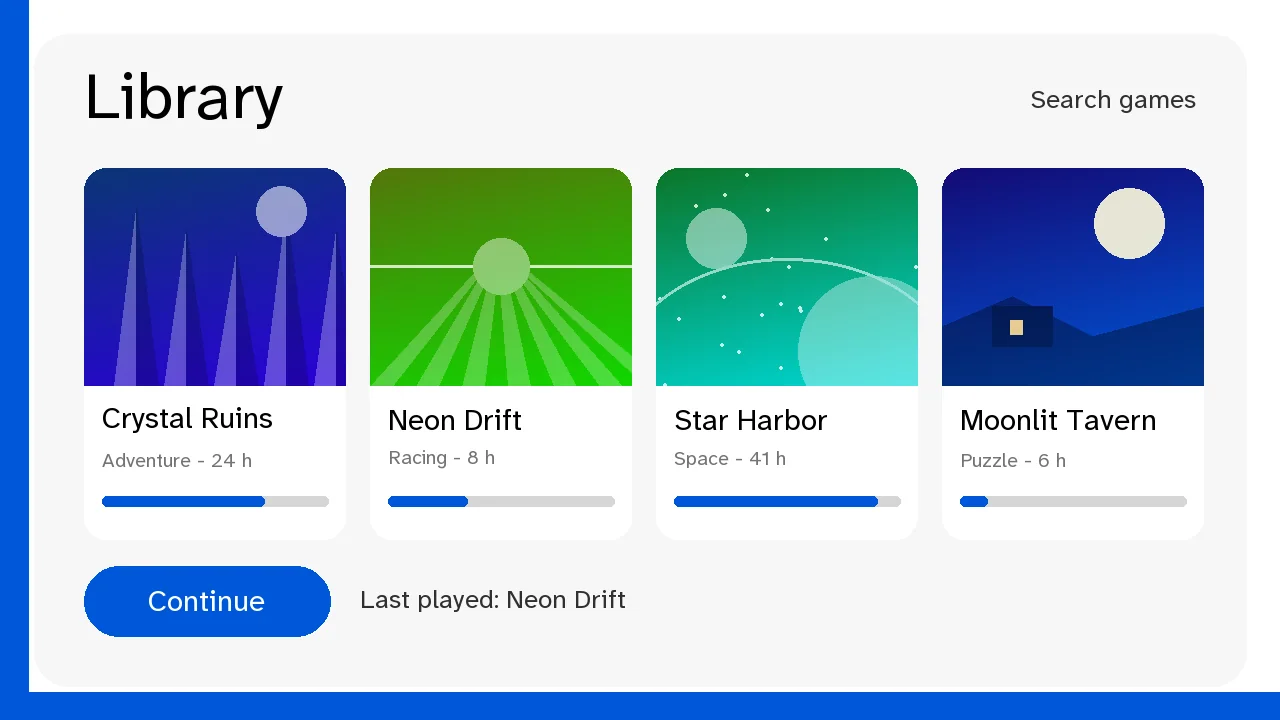 Library
Search games
Crystal Ruins
Adventure - 24 h
Neon Drift
Racing - 8 h
Star Harbor
Space - 41 h
Moonlit Tavern
Puzzle - 6 h
Continue
Last played: Neon Drift